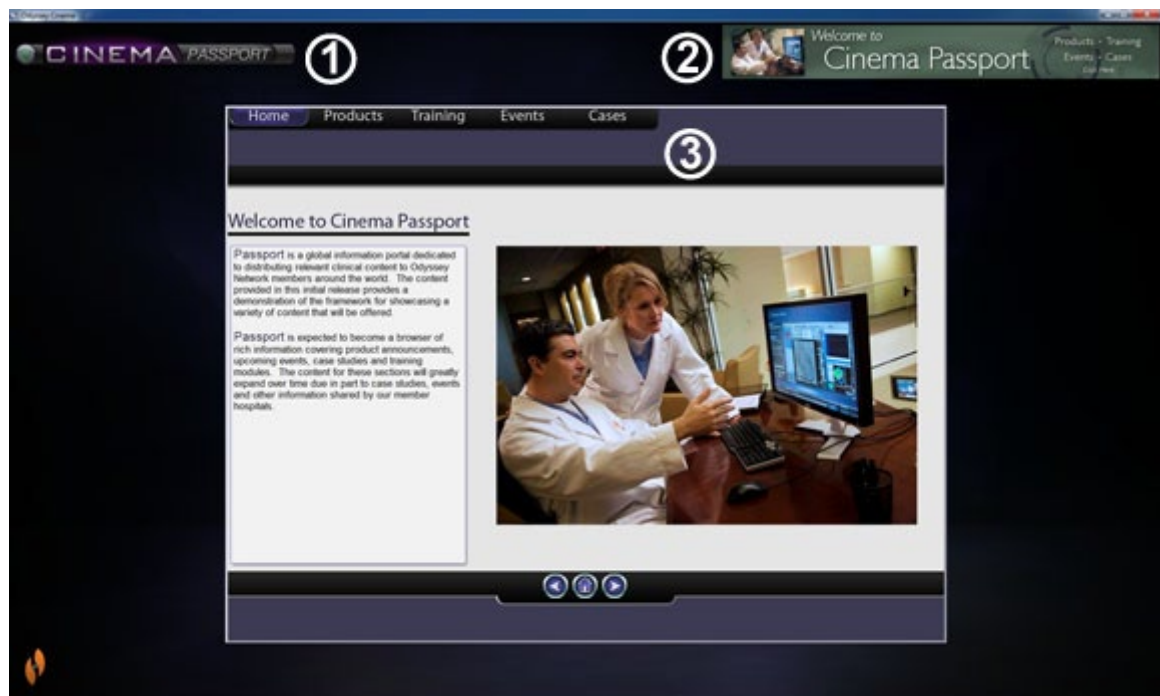 Odyssey Cinema
CINEMA PASSPORT
1
2
Welcome to
Cinema Passport
Products - Training
Events - Cases
Click Here
Home Products Training Events Cases
3
Welcome to Cinema Passport
Passport is a global information portal dedicated
to distributing relevant clinical content to Odyssey
Network members around the world. The content
provided in this initial release provides a
demonstration of the framework for showcasing a
variety of content that will be offered.
Passport is expected to become a browser of
rich information covering product announcements,
upcoming events, case studies and training
modules. The content for these sections will greatly
expand over time due in part to case studies, events
and other information shared by our member
hospitals.